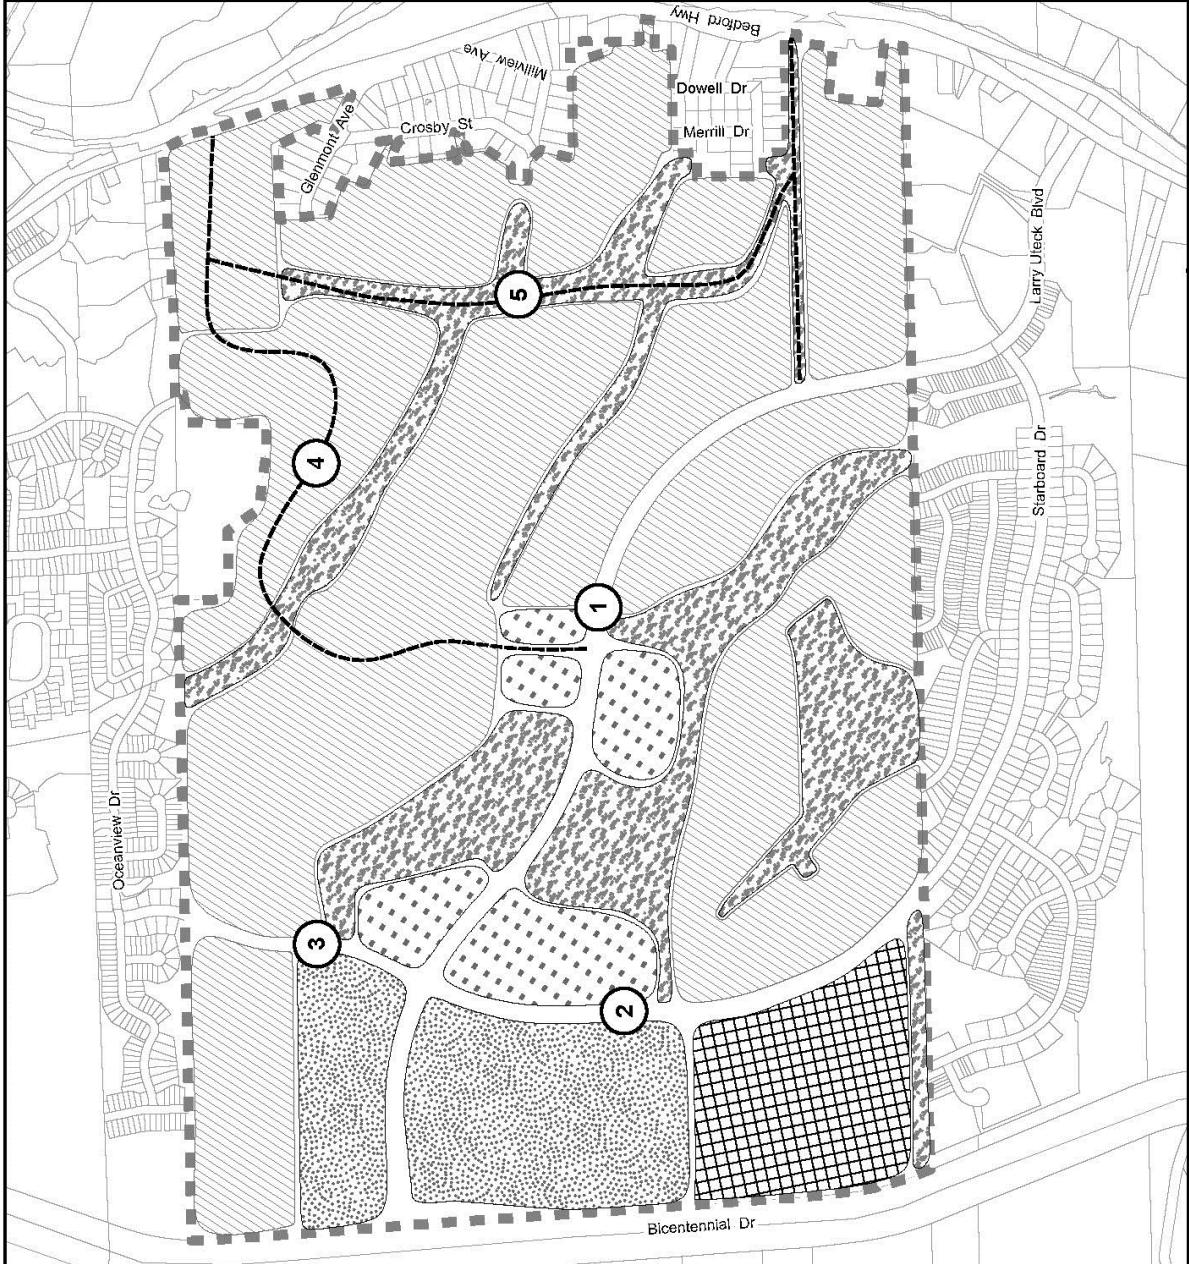 Bedford Hwy
Millview Ave
Dowell Dr
Crosby St
Merrill Dr
Glenmont Ave
Larry Uteck Blvd
5
4
Starboard Dr
1
Oceanview Dr
3
2
Bicentennial Dr